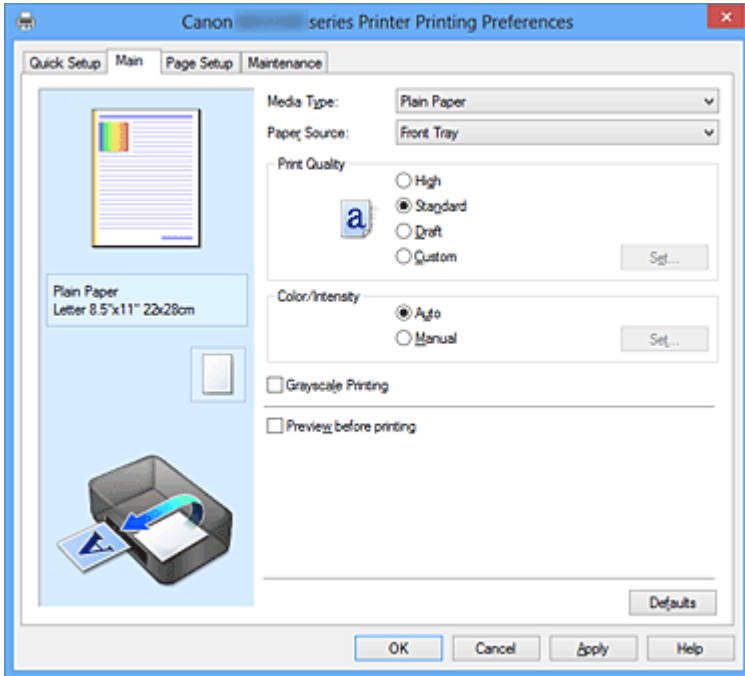 Canon series Printer Printing Preferences
Quick Setup Main Page Setup Maintenance
Media Type: Plain Paper
Paper Source: Front Tray
Print Quality
High
Standard
Draft
Custom Set...
a
Plain Paper
Letter 8.5"x11" 22x28cm
Color/Intensity
Auto
Manual Set...
Grayscale Printing
Preview before printing
A
Defaults
OK Cancel Apply Help